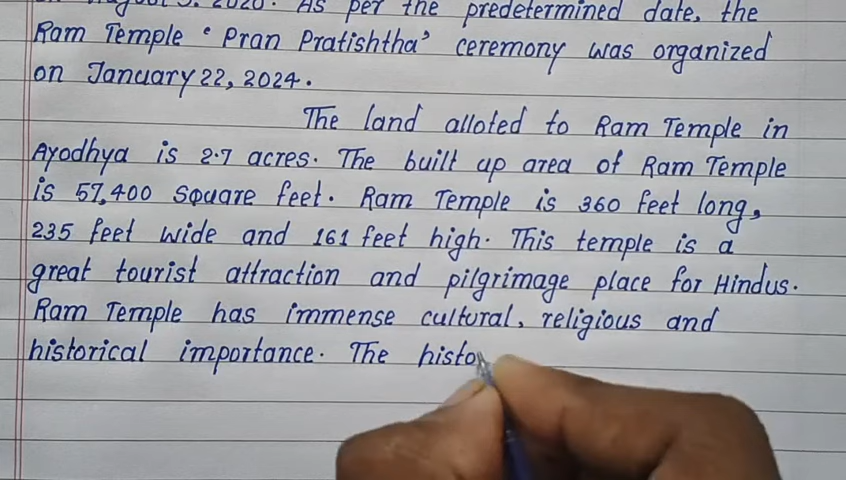 August 5, 2020. As per the predetermined date, the
Ram Temple ‘Pran Pratishtha’ ceremony was organized
on January 22, 2024.
The land alloted to Ram Temple in
Ayodhya is 2.7 acres. The built up area of Ram Temple
is 57,400 square feet. Ram Temple is 360 feet long,
235 feet wide and 161 feet high. This temple is a
great tourist attraction and pilgrimage place for Hindus.
Ram Temple has immense cultural, religious and
historical importance. The histo